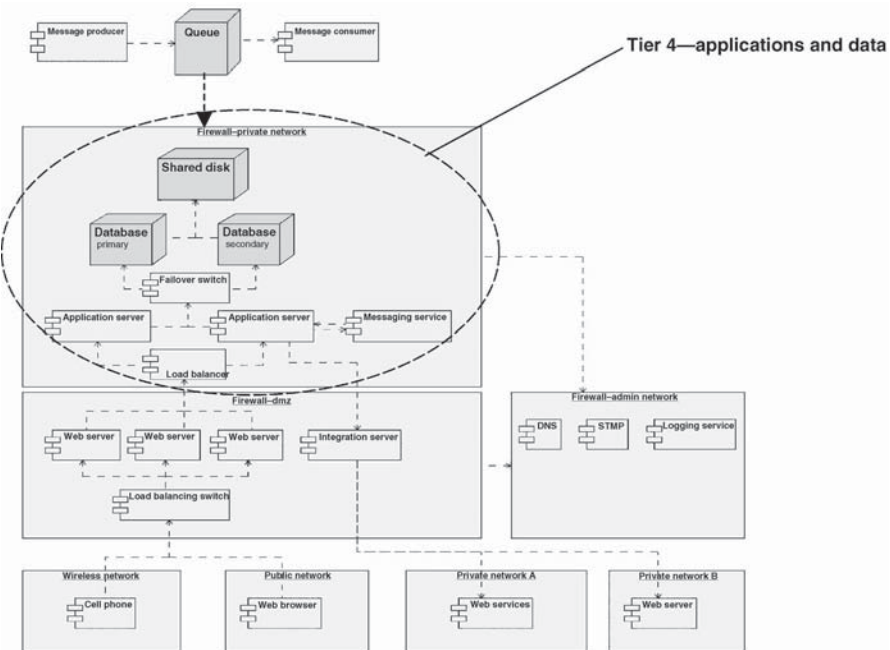 Message producer
Queue
Message consumer
Tier 4—applications and data
Firewall–private network
Shared disk
Database
primary
Database
secondary
Failover switch
Application server
Application server
Messaging service
Load balancer
Firewall–dmz
Firewall–admin network
Web server
Web server
Web server
Integration server
DNS
STMP
Logging service
Load balancing switch
Wireless network
Public network
Private network A
Private network B
Cell phone
Web browser
Web services
Web server